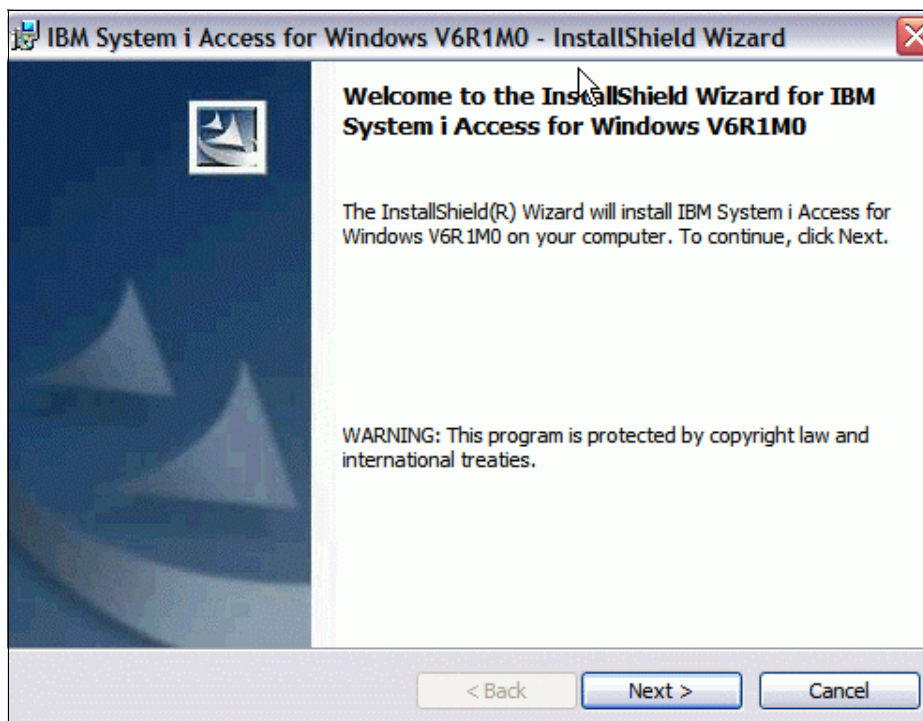 IBM System i Access for Windows V6R1M0 - InstallShield Wizard
Welcome to the InstallShield Wizard for IBM
System i Access for Windows V6R1M0
The InstallShield(R) Wizard will install IBM System i Access for
Windows V6R1M0 on your computer. To continue, click Next.
WARNING: This program is protected by copyright law and
international treaties.
< Back
Next >
Cancel